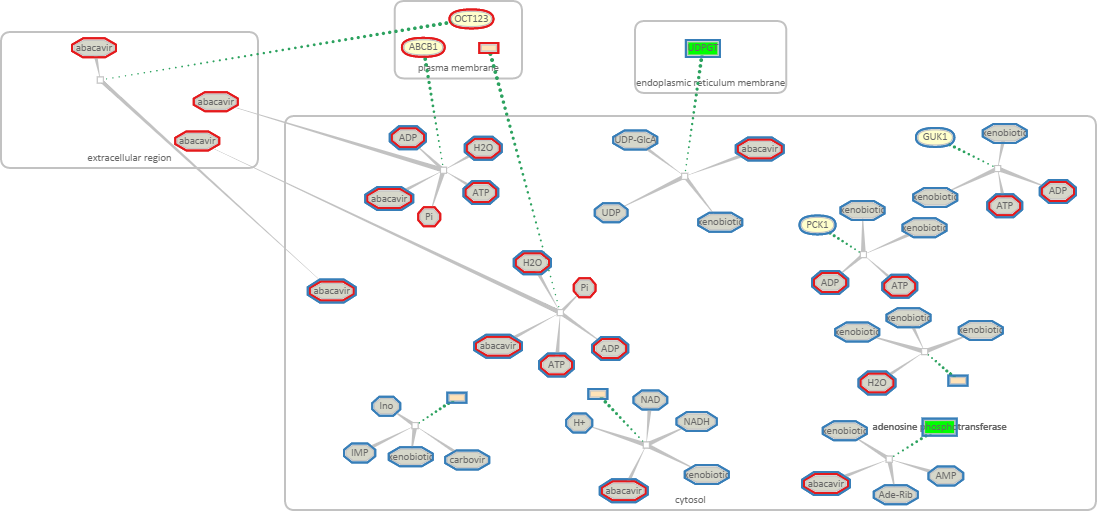 OCT123
ABCB1
plasma membrane
abacavir
abacavir
abacavir
extracellular region
UDPGT
endoplasmic reticulum membrane
ADP
H2O
abacavir
ATP
Pi
UDP-GlcA
abacavir
UDP
xenobiotic
GUK1
xenobiotic
xenobiotic
ATP
ADP
PCK1
xenobiotic
xenobiotic
ADP
ATP
abacavir
H2O
Pi
abacavir
ATP
ADP
xenobiotic
xenobiotic
xenobiotic
H2O
Ino
IMP
xenobiotic
carbovir
NAD
H+
NADH
abacavir
xenobiotic
cytosol
xenobiotic
adenosine phosphotransferase
abacavir
Ade-Rib
AMP